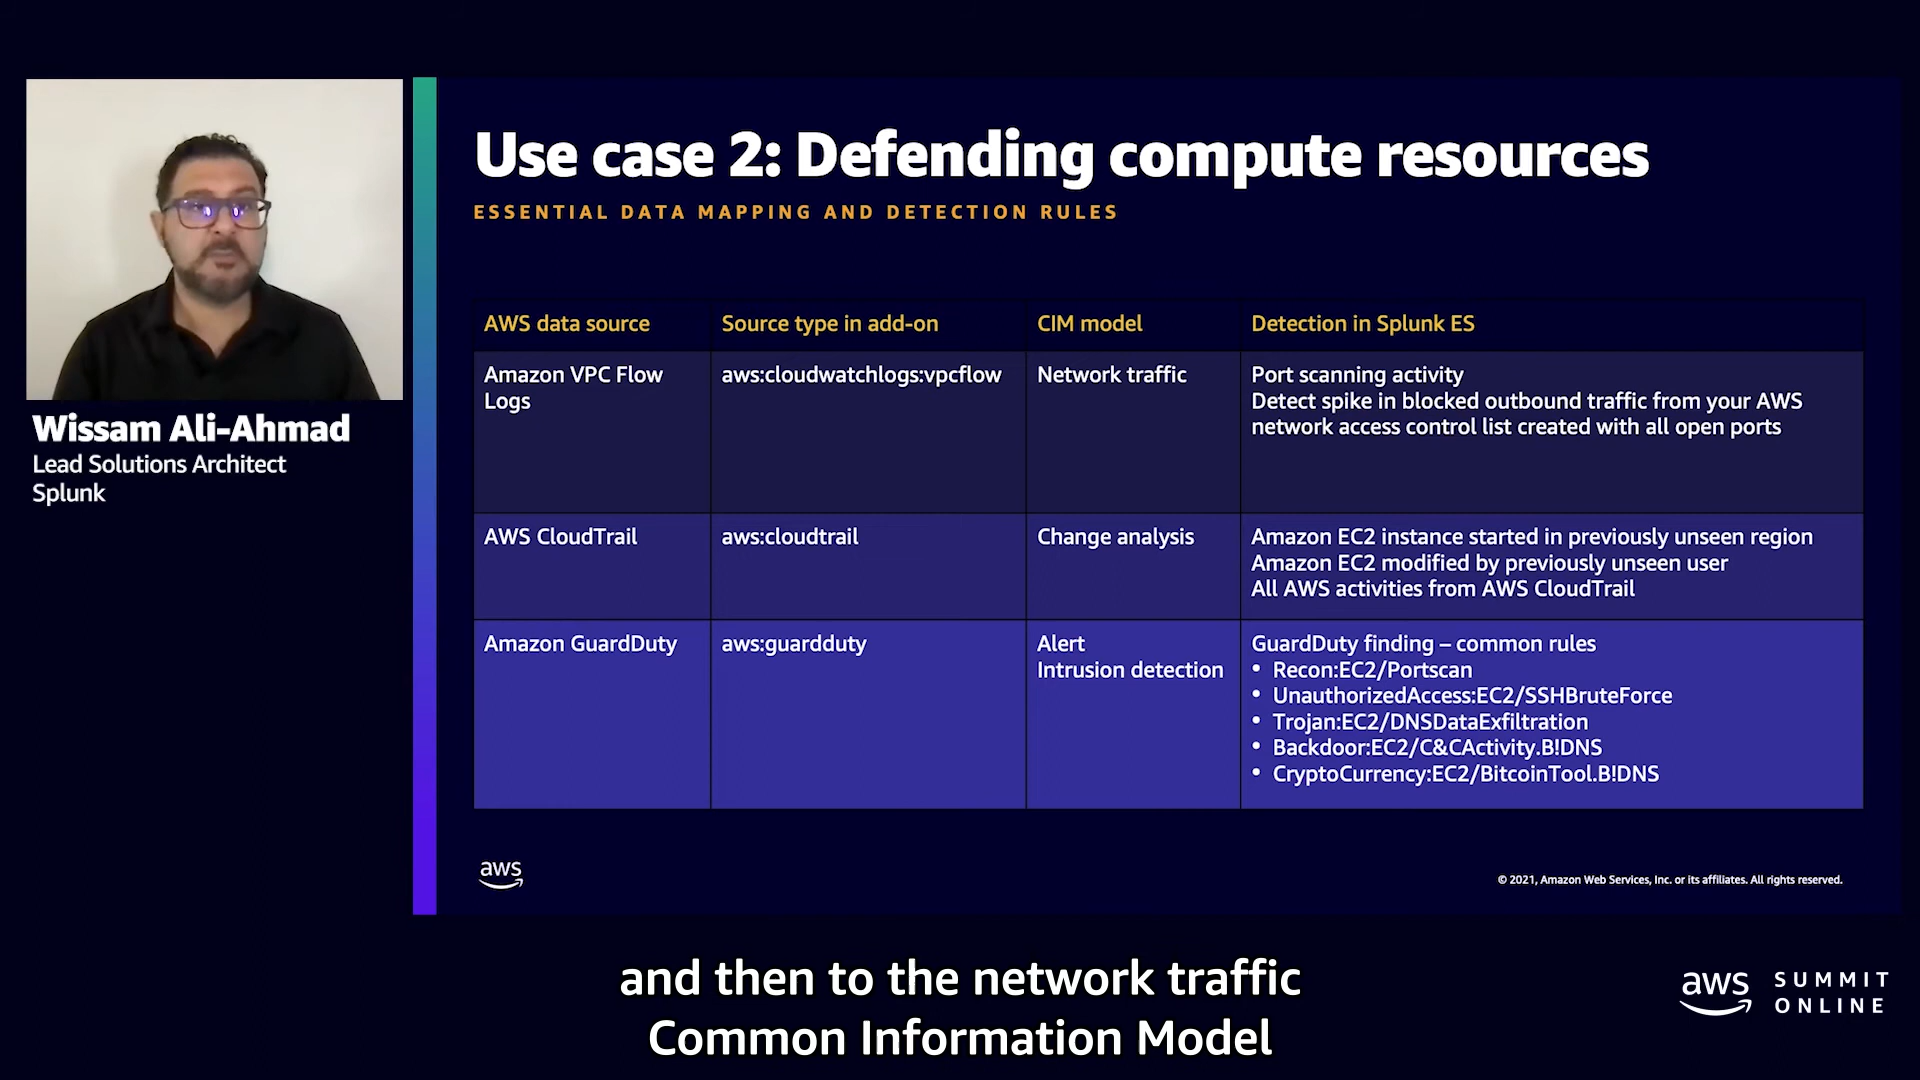 Wissam Ali-Ahmad
Lead Solutions Architect
Splunk
Use case 2: Defending compute resources
ESSENTIAL DATA MAPPING AND DETECTION RULES
AWS data source
Source type in add-on
CIM model
Detection in Splunk ES
Amazon VPC Flow
Logs
aws:cloudwatchlogs:vpcflow
Network traffic
Port scanning activity
Detect spike in blocked outbound traffic from your AWS
network access control list created with all open ports
AWS CloudTrail
aws:cloudtrail
Change analysis
Amazon EC2 instance started in previously unseen region
Amazon EC2 modified by previously unseen user
All AWS activities from AWS CloudTrail
Amazon GuardDuty
aws:guardduty
Alert
Intrusion detection
GuardDuty finding – common rules
• Recon:EC2/Portscan
• UnauthorizedAccess:EC2/SSHBruteForce
• Trojan:EC2/DNSDataExfiltration
• Backdoor:EC2/C&CActivity.B!DNS
• CryptoCurrency:EC2/BitcoinTool.B!DNS
aws
© 2021, Amazon Web Services, Inc. or its affiliates. All rights reserved.
and then to the network traffic
Common Information Model
aws
SUMMIT
ONLINE